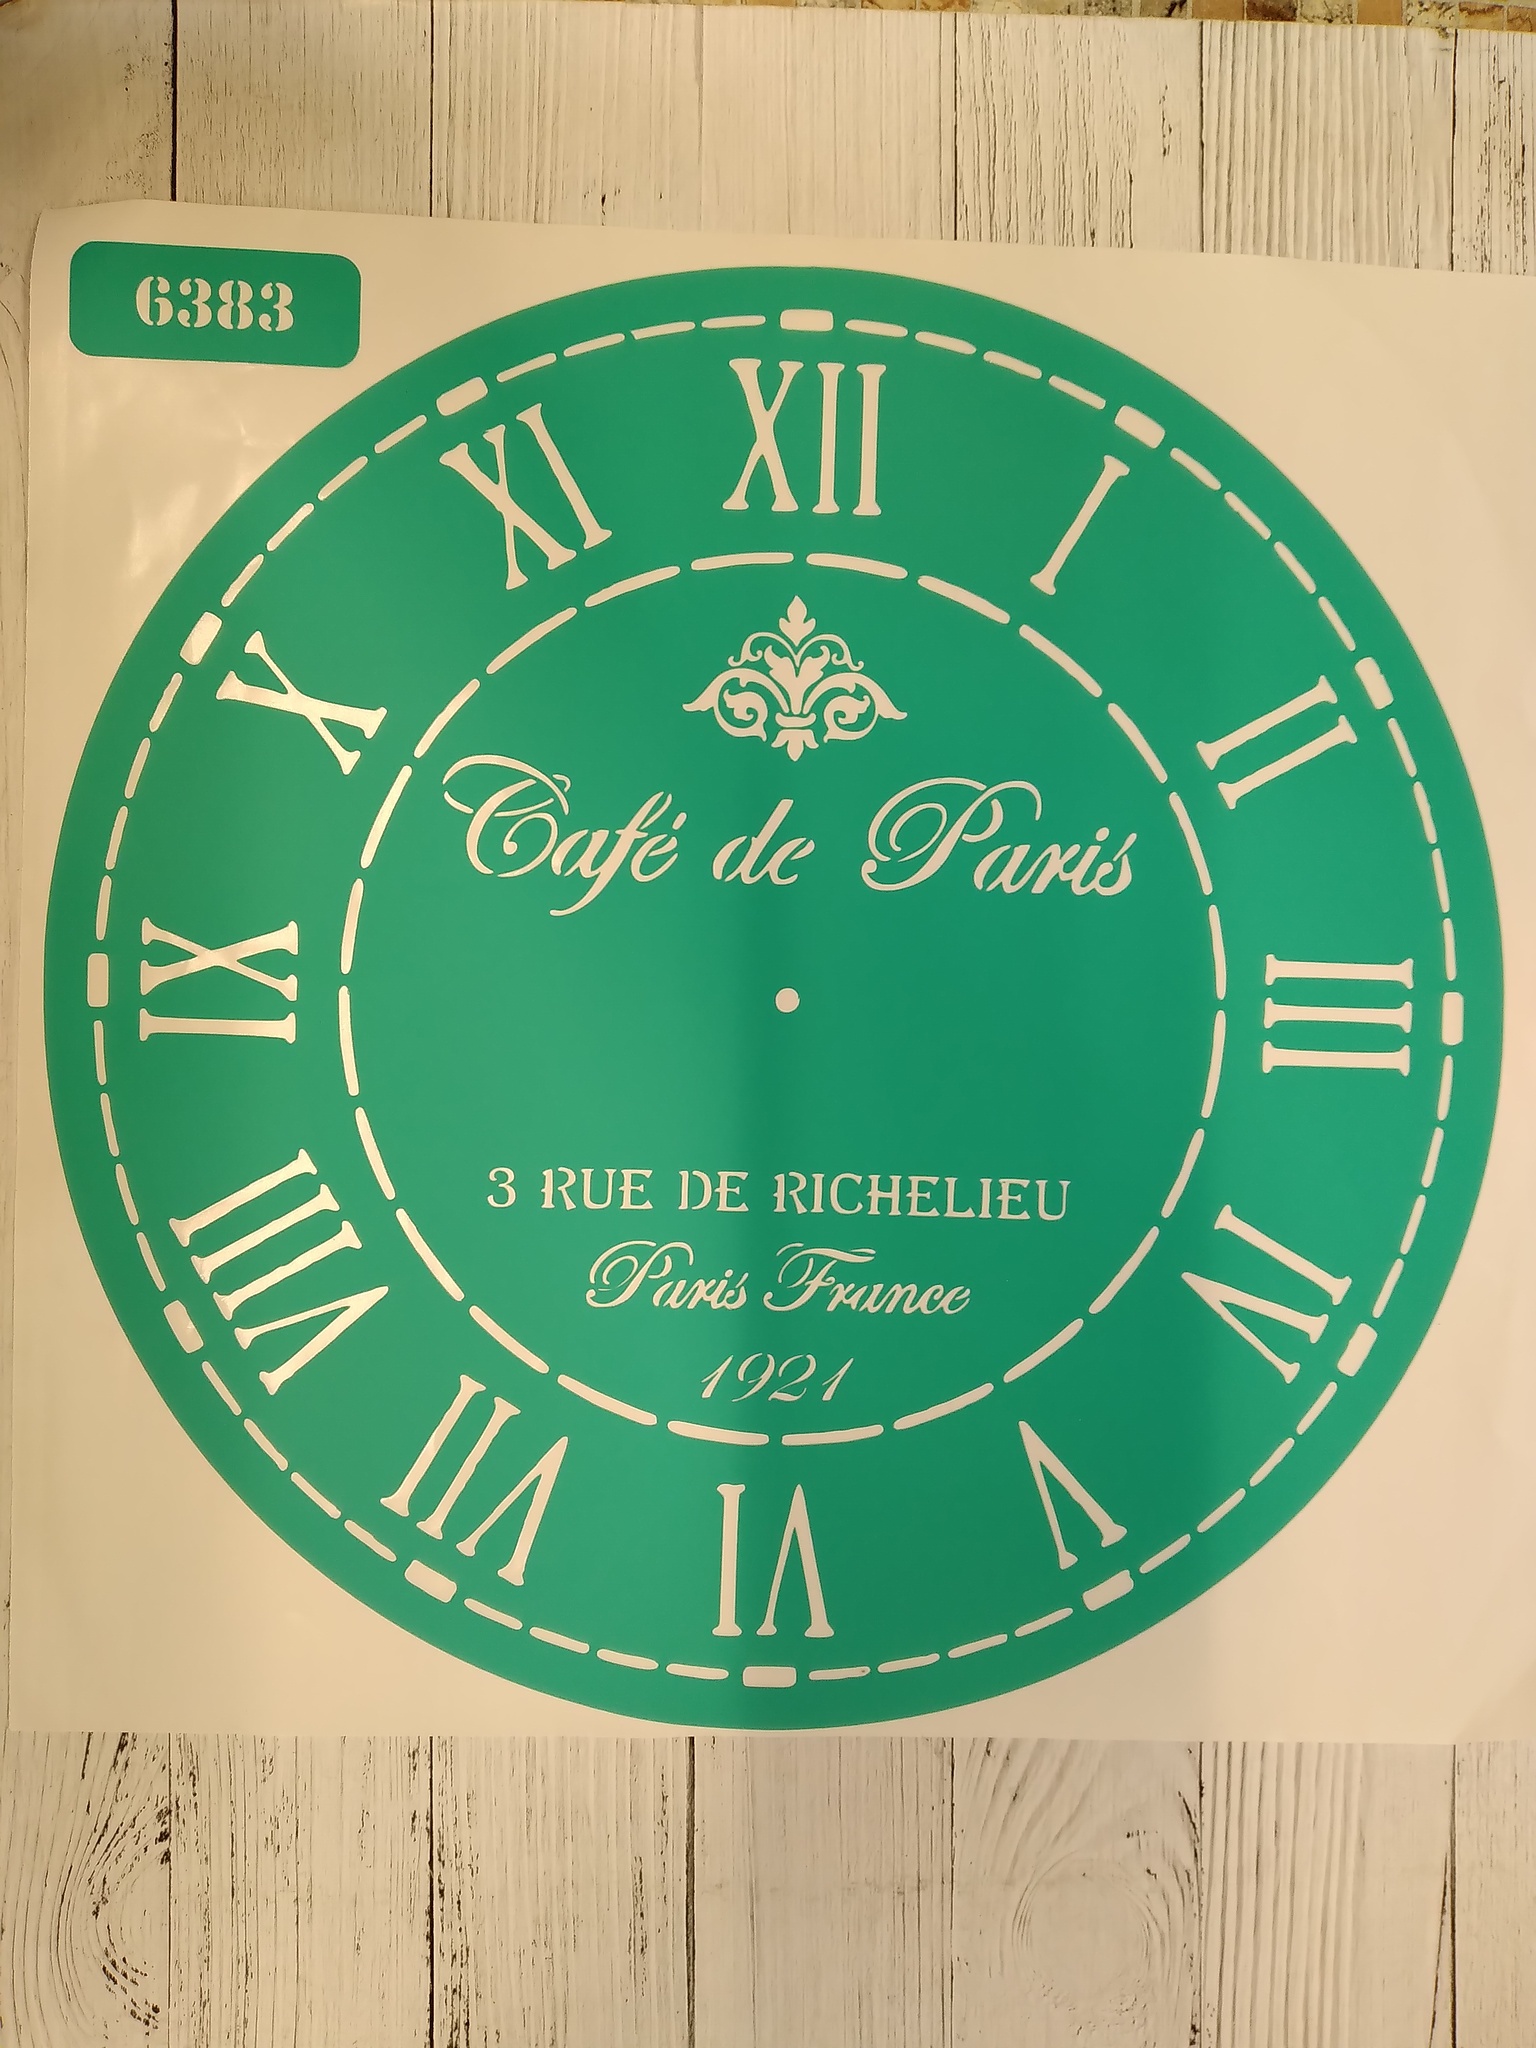 6383
XII
I
II
III
IV
V
VI
VII
VIII
IX
X
XI
Café de Paris
3 RUE DE RICHELIEU
Paris France
1921